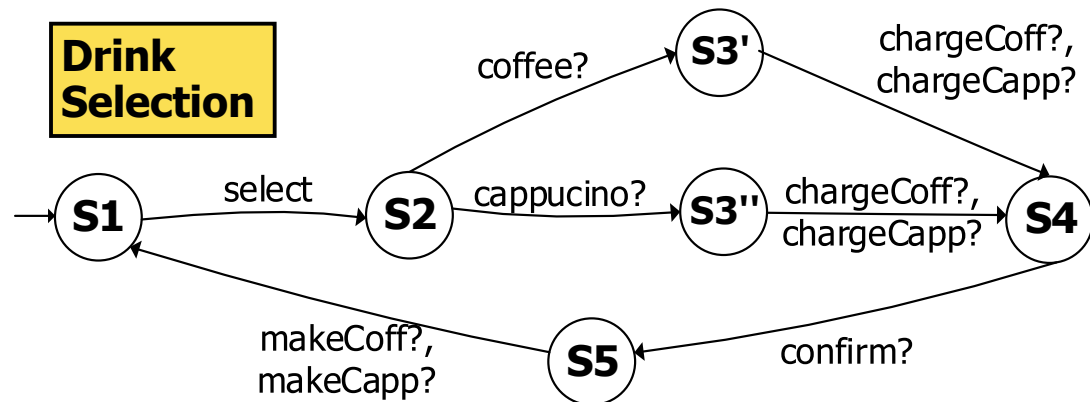 Drink
Selection
coffee?
S3'
chargeCoff?,
chargeCapp?
S1
select
S2
cappucino?
S3''
chargeCoff?,
chargeCapp?
S4
makeCoff?,
makeCapp?
S5
confirm?